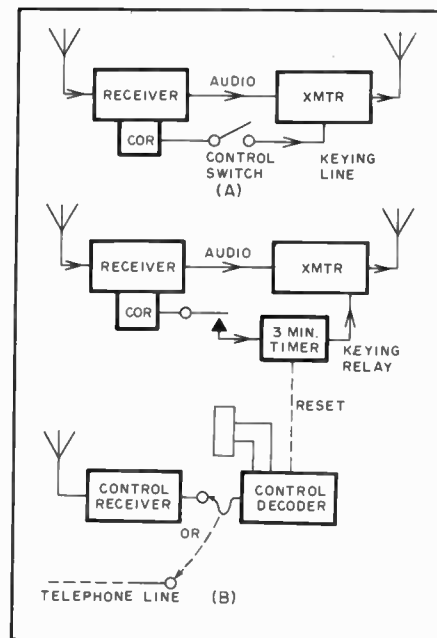 AUDIO
RECEIVER
XMTR
COR
CONTROL
SWITCH
KEYING
LINE
(A)
AUDIO
RECEIVER
XMTR
COR
3 MIN.
TIMER
KEYING
RELAY
RESET
CONTROL
RECEIVER
CONTROL
DECODER
OR
TELEPHONE LINE
(B)